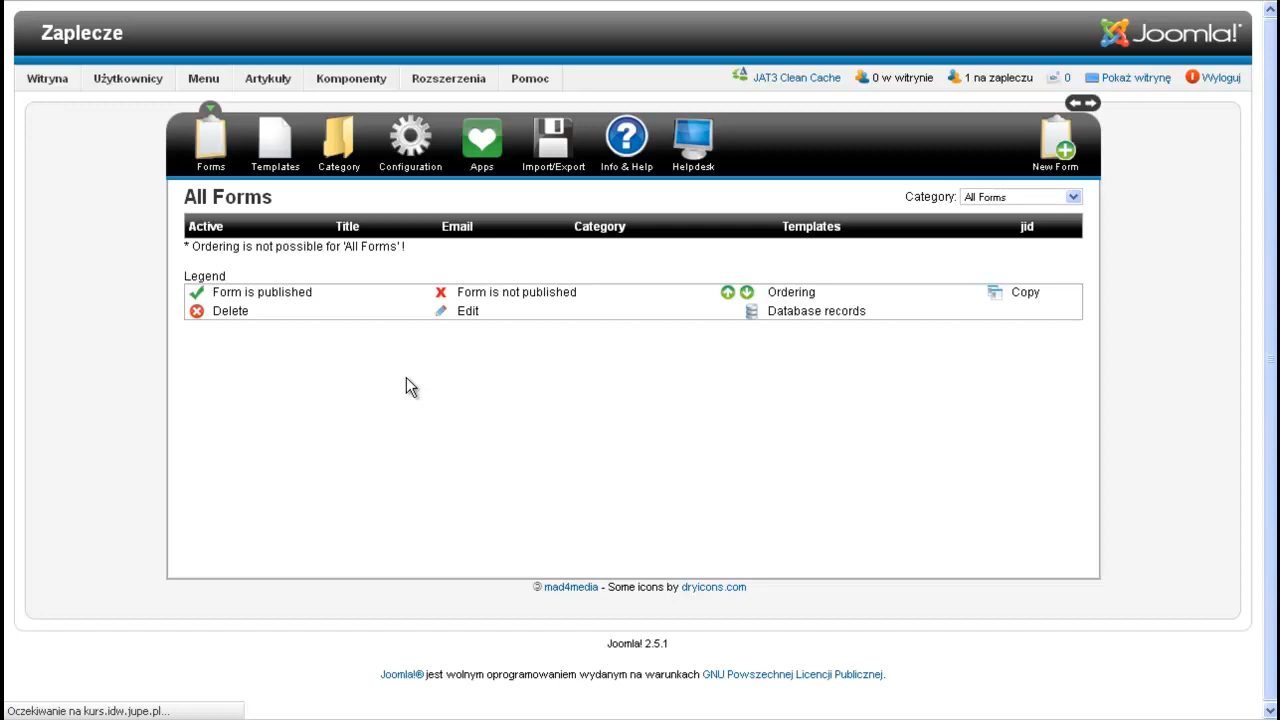 Zaplecze
Joomla!
Witryna Użytkownicy Menu Artykuły Komponenty Rozszerzenia Pomoc JAT3 Clean Cache 0 w witrynie 1 na zapleczu 0 Pokaż witrynę Wyloguj
Forms Templates Category Configuration Apps Import/Export Info & Help Helpdesk New Form
All Forms Category: All Forms
Active Title Email Category Templates jid
* Ordering is not possible for 'All Forms' !
Legend
Form is published Form is not published Ordering Copy
Delete Edit Database records
© mad4media - Some icons by dryicons.com
Joomla! 2.5.1
Joomla!® jest wolnym oprogramowaniem wydanym na warunkach GNU Powszechnej Licencji Publicznej.
Oczekiwanie na kurs.idw.jupe.pl...